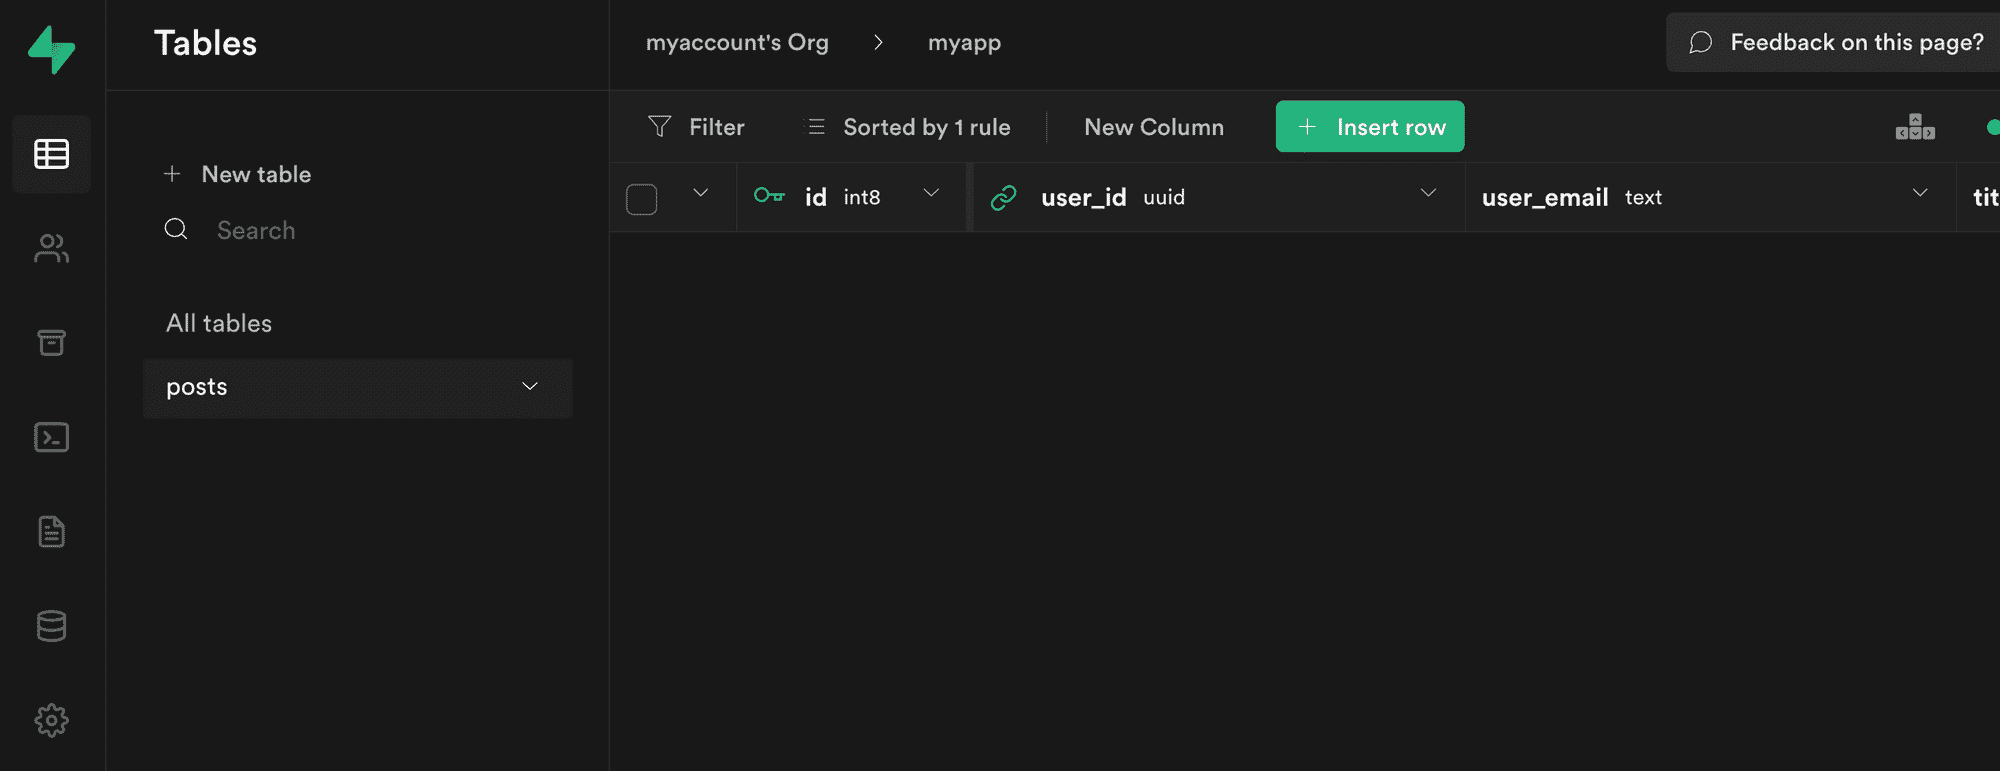 Tables
myaccount's Org > myapp
Feedback on this page?
+ New table
Search
All tables
posts
Filter
Sorted by 1 rule
New Column
+ Insert row
id int8
user_id uuid
user_email text
tit